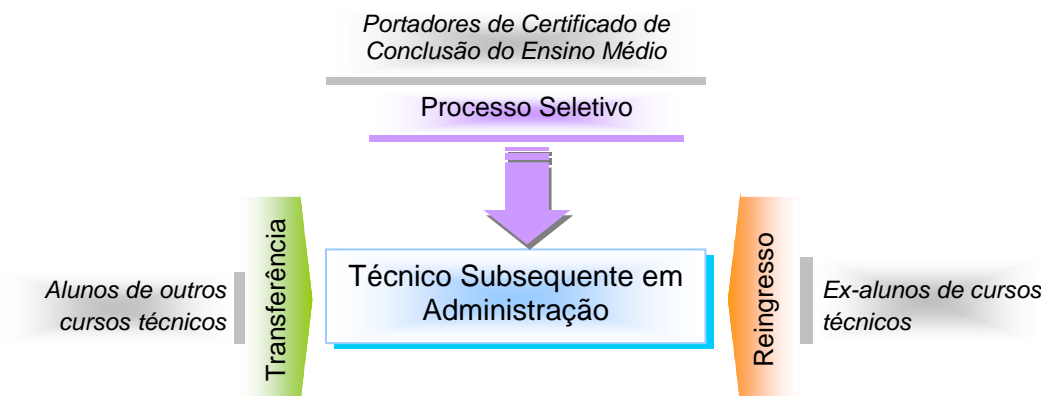 Portadores de Certificado de
Conclusão do Ensino Médio
Processo Seletivo
Transferência
Técnico Subsequente em
Administração
Reingresso
Alunos de outros
cursos técnicos
Ex-alunos de cursos
técnicos